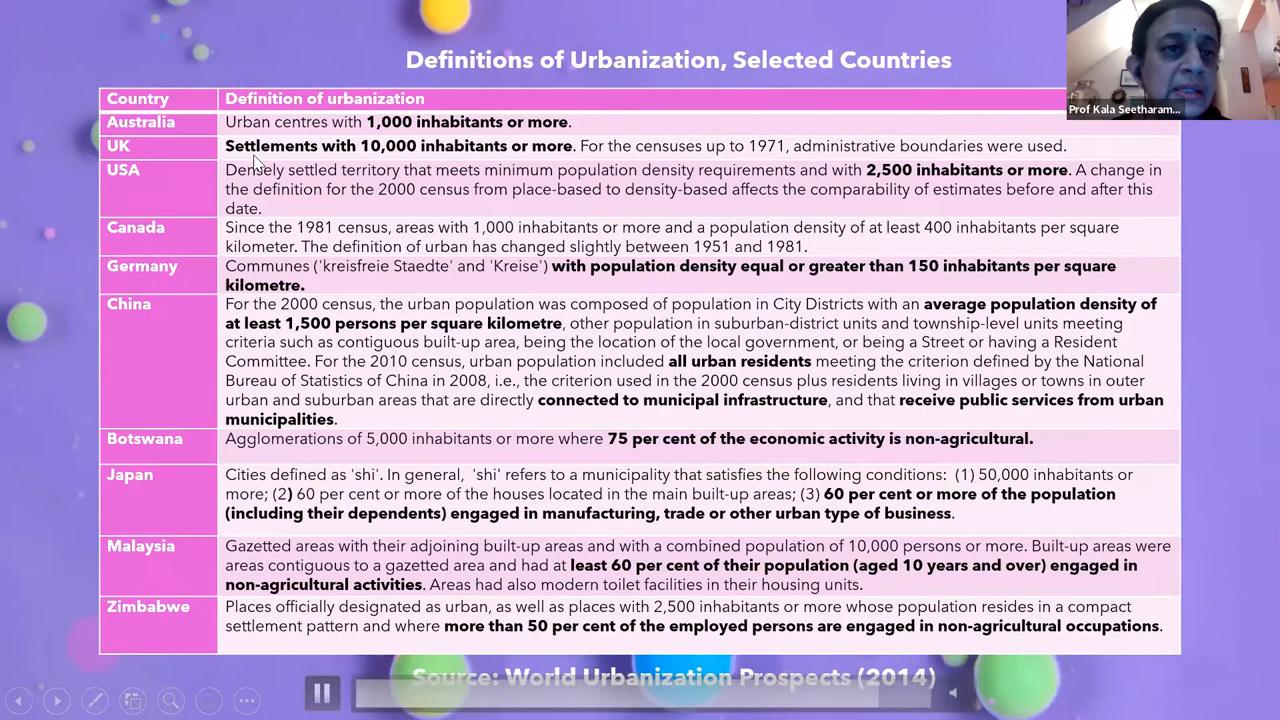 Definitions of Urbanization, Selected Countries
Prof Kala Seetharam...
Country Definition of urbanization
Australia Urban centres with 1,000 inhabitants or more.
UK Settlements with 10,000 inhabitants or more. For the censuses up to 1971, administrative boundaries were used.
USA Densely settled territory that meets minimum population density requirements and with 2,500 inhabitants or more. A change in
the definition for the 2000 census from place-based to density-based affects the comparability of estimates before and after this
date.
Canada Since the 1981 census, areas with 1,000 inhabitants or more and a population density of at least 400 inhabitants per square
kilometer. The definition of urban has changed slightly between 1951 and 1981.
Germany Communes ('kreisfreie Staedte' and 'Kreise') with population density equal or greater than 150 inhabitants per square
kilometre.
China For the 2000 census, the urban population was composed of population in City Districts with an average population density of
at least 1,500 persons per square kilometre, other population in suburban-district units and township-level units meeting
criteria such as contiguous built-up area, being the location of the local government, or being a Street or having a Resident
Committee. For the 2010 census, urban population included all urban residents meeting the criterion defined by the National
Bureau of Statistics of China in 2008, i.e., the criterion used in the 2000 census plus residents living in villages or towns in outer
urban and suburban areas that are directly connected to municipal infrastructure, and that receive public services from urban
municipalities.
Botswana Agglomerations of 5,000 inhabitants or more where 75 per cent of the economic activity is non-agricultural.
Japan Cities defined as 'shi'. In general, 'shi' refers to a municipality that satisfies the following conditions: (1) 50,000 inhabitants or
more; (2) 60 per cent or more of the houses located in the main built-up areas; (3) 60 per cent or more of the population
(including their dependents) engaged in manufacturing, trade or other urban type of business.
Malaysia Gazetted areas with their adjoining built-up areas and with a combined population of 10,000 persons or more. Built-up areas were
areas contiguous to a gazetted area and had at least 60 per cent of their population (aged 10 years and over) engaged in
non-agricultural activities. Areas had also modern toilet facilities in their housing units.
Zimbabwe Places officially designated as urban, as well as places with 2,500 inhabitants or more whose population resides in a compact
settlement pattern and where more than 50 per cent of the employed persons are engaged in non-agricultural occupations.
Source: World Urbanization Prospects (2014)